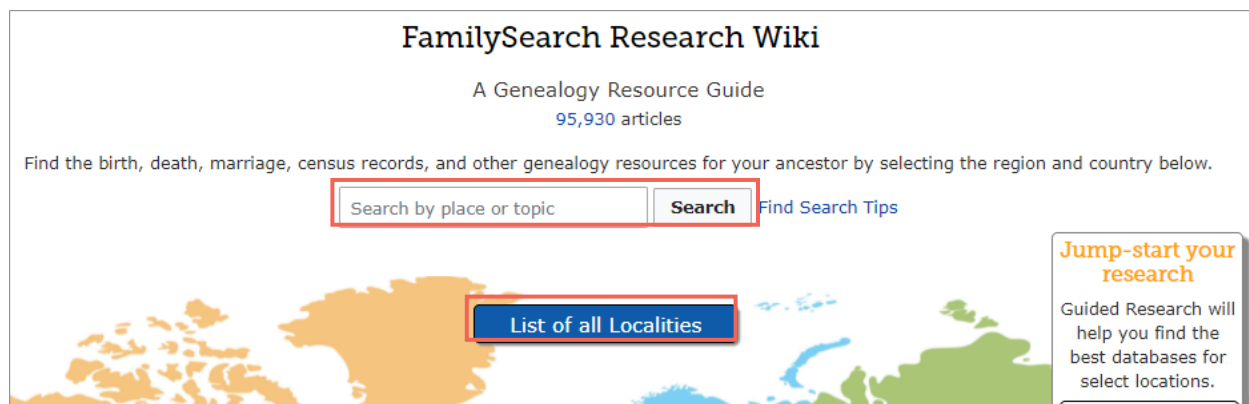 FamilySearch Research Wiki
A Genealogy Resource Guide
95,930 articles
Find the birth, death, marriage, census records, and other genealogy resources for your ancestor by selecting the region and country below.
Search by place or topic Search Find Search Tips
List of all Localities
Jump-start your
research
Guided Research will
help you find the
best databases for
select locations.